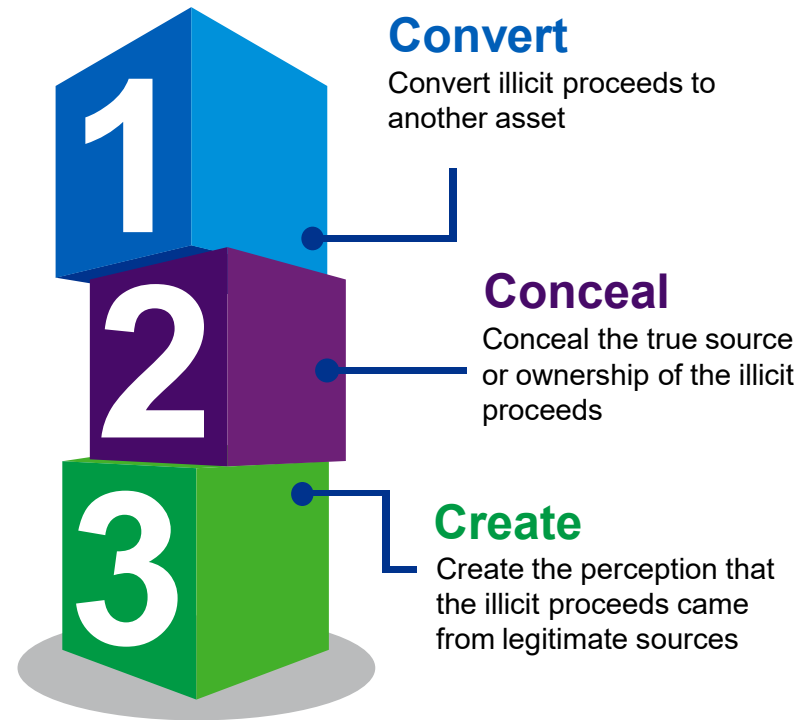 1
Convert
Convert illicit proceeds to
another asset
2
Conceal
Conceal the true source
or ownership of the illicit
proceeds
3
Create
Create the perception that
the illicit proceeds came
from legitimate sources